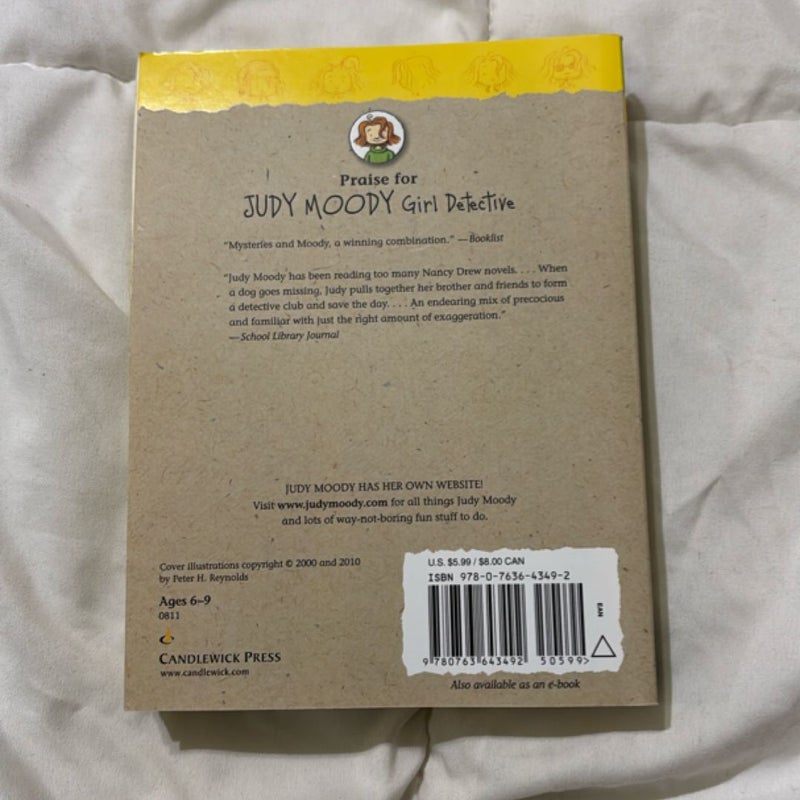 Praise for
JUDY MOODY Girl Detective
"Mysteries and Moody, a winning combination." —Booklist
"Judy Moody has been reading too many Nancy Drew novels. . . . When
a dog goes missing, Judy pulls together her brother and friends to form
a detective club and save the day. . . . An endearing mix of precocious
and familiar with just the right amount of exaggeration."
—School Library Journal
JUDY MOODY HAS HER OWN WEBSITE!
Visit www.judymoody.com for all things Judy Moody
and lots of way-not-boring fun stuff to do.
Cover illustrations copyright © 2000 and 2010
by Peter H. Reynolds
Ages 6–9
0811
CANDLEWICK PRESS
www.candlewick.com
U.S. $5.99 / $8.00 CAN
ISBN 978-0-7636-4349-2
EAN
9 780763 643492 50599>
Also available as an e-book